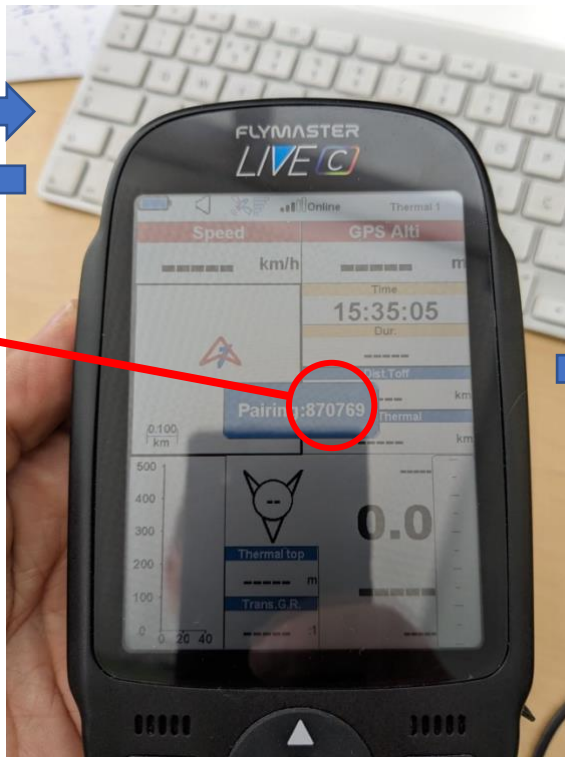 FLYMASTER
LIVE C
Online Thermal 1
Speed GPS Alti
----- km/h ----- m
Time
15:35:05
Dur.
-----
Dist.Toff
--- km
Pairing:870769
Thermal
0.100
km
----- km
500
400
300
200
100
0
20 40
--
Thermal top
----- m
Trans.G.R.
----- :1
----
0.0
-----
----